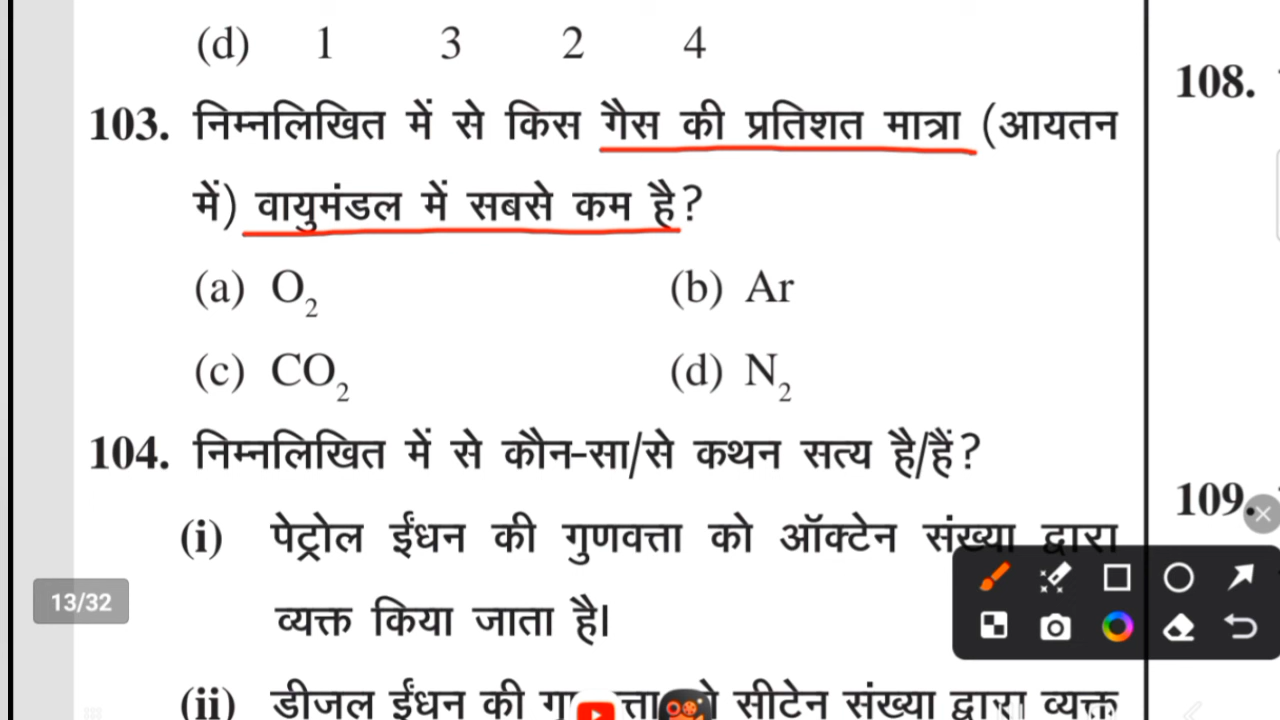 (d) 1 3 2 4
103. निम्नलिखित में से किस गैस की प्रतिशत मात्रा (आयतन
में) वायुमंडल में सबसे कम है?
(a) O₂ (b) Ar
(c) CO₂ (d) N₂
104. निम्नलिखित में से कौन-सा/से कथन सत्य है/हैं?
(i) पेट्रोल ईंधन की गुणवत्ता को ऑक्टेन संख्या द्वारा
व्यक्त किया जाता है।
(ii) डीजल ईंधन की सीटेन संख्या द्वारा व्यक्त
108.
109.
13/32